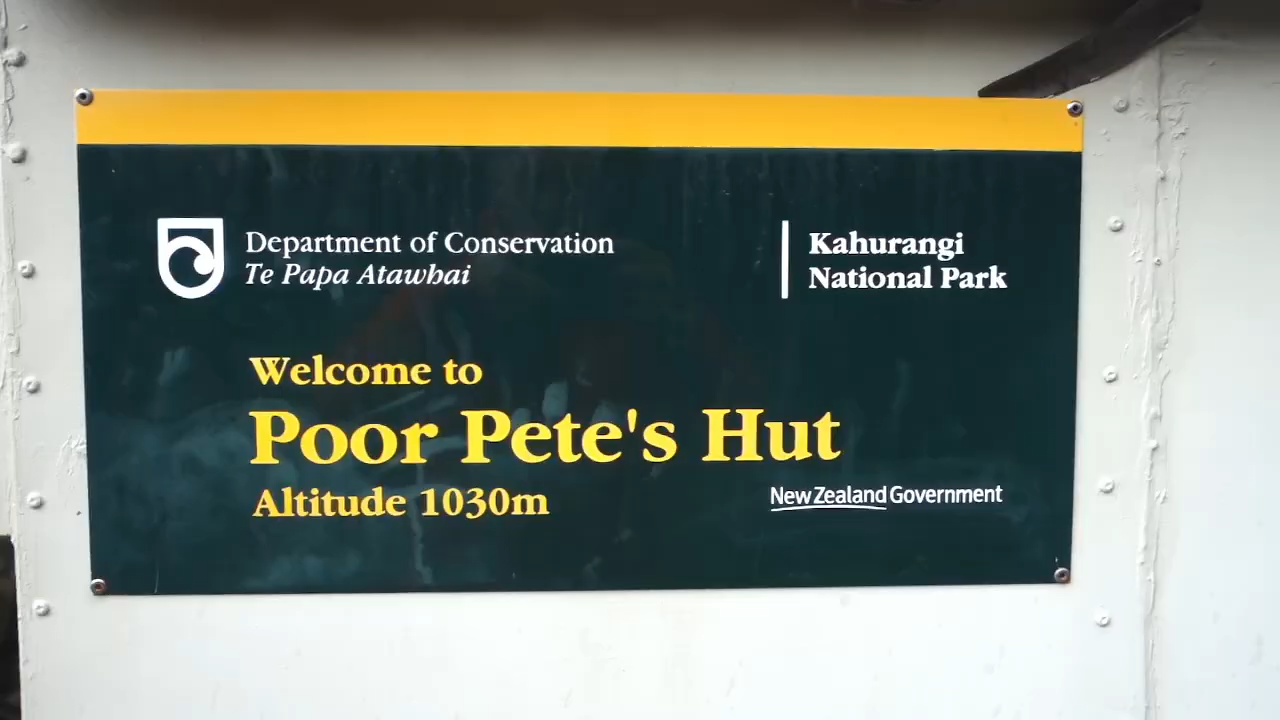 Department of Conservation
Te Papa Atawhai
Kahurangi
National Park
Welcome to
Poor Pete's Hut
Altitude 1030m
New Zealand Government